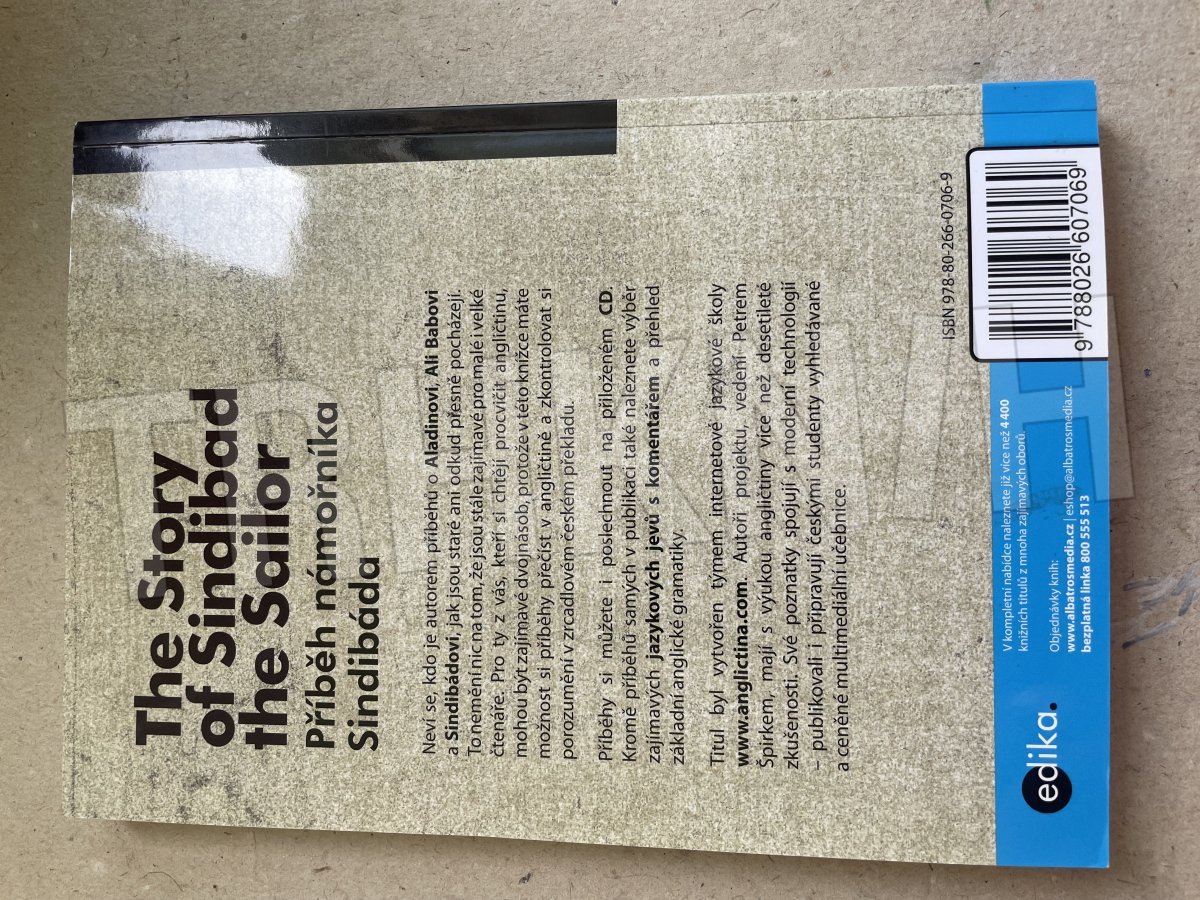 The Story
of Sindibad
the Sailor
Příběh námořníka
Sindibáda
Neví se, kdo je autorem příběhů o Aladinovi, Ali Babovi
a Sindibádovi, jak jsou staré ani odkud přesně pocházejí.
To nemění nic na tom, že jsou stále zajímavé pro malé i velké
čtenáře. Pro ty z vás, kteří si chtějí procvičit angličtinu,
mohou být zajímavé dvojnásob, protože v této knížce máte
možnost si příběhy přečíst v angličtině a zkontrolovat si
porozumění v zrcadlovém českém překladu.
Příběhy si můžete i poslechnout na přiloženém CD.
Kromě příběhů samých v publikaci také naleznete výběr
zajímavých jazykových jevů s komentářem a přehled
základní anglické gramatiky.
Titul byl vytvořen týmem internetové jazykové školy
www.anglictina.com. Autoři projektu, vedení Petrem
Špirkem, mají s výukou angličtiny více než desetileté
zkušenosti. Své poznatky spojují s moderní technologií
– publikovali i připravují českými studenty vyhledávané
a ceněné multimediální učebnice.
ISBN 978-80-266-0706-9
9 788026 607069
edika.
V kompletní nabídce naleznete již více než 4 400
knižních titulů z mnoha zajímavých oborů.
Objednávky knih:
www.albatrosmedia.cz | eshop@albatrosmedia.cz
bezplatná linka 800 555 513